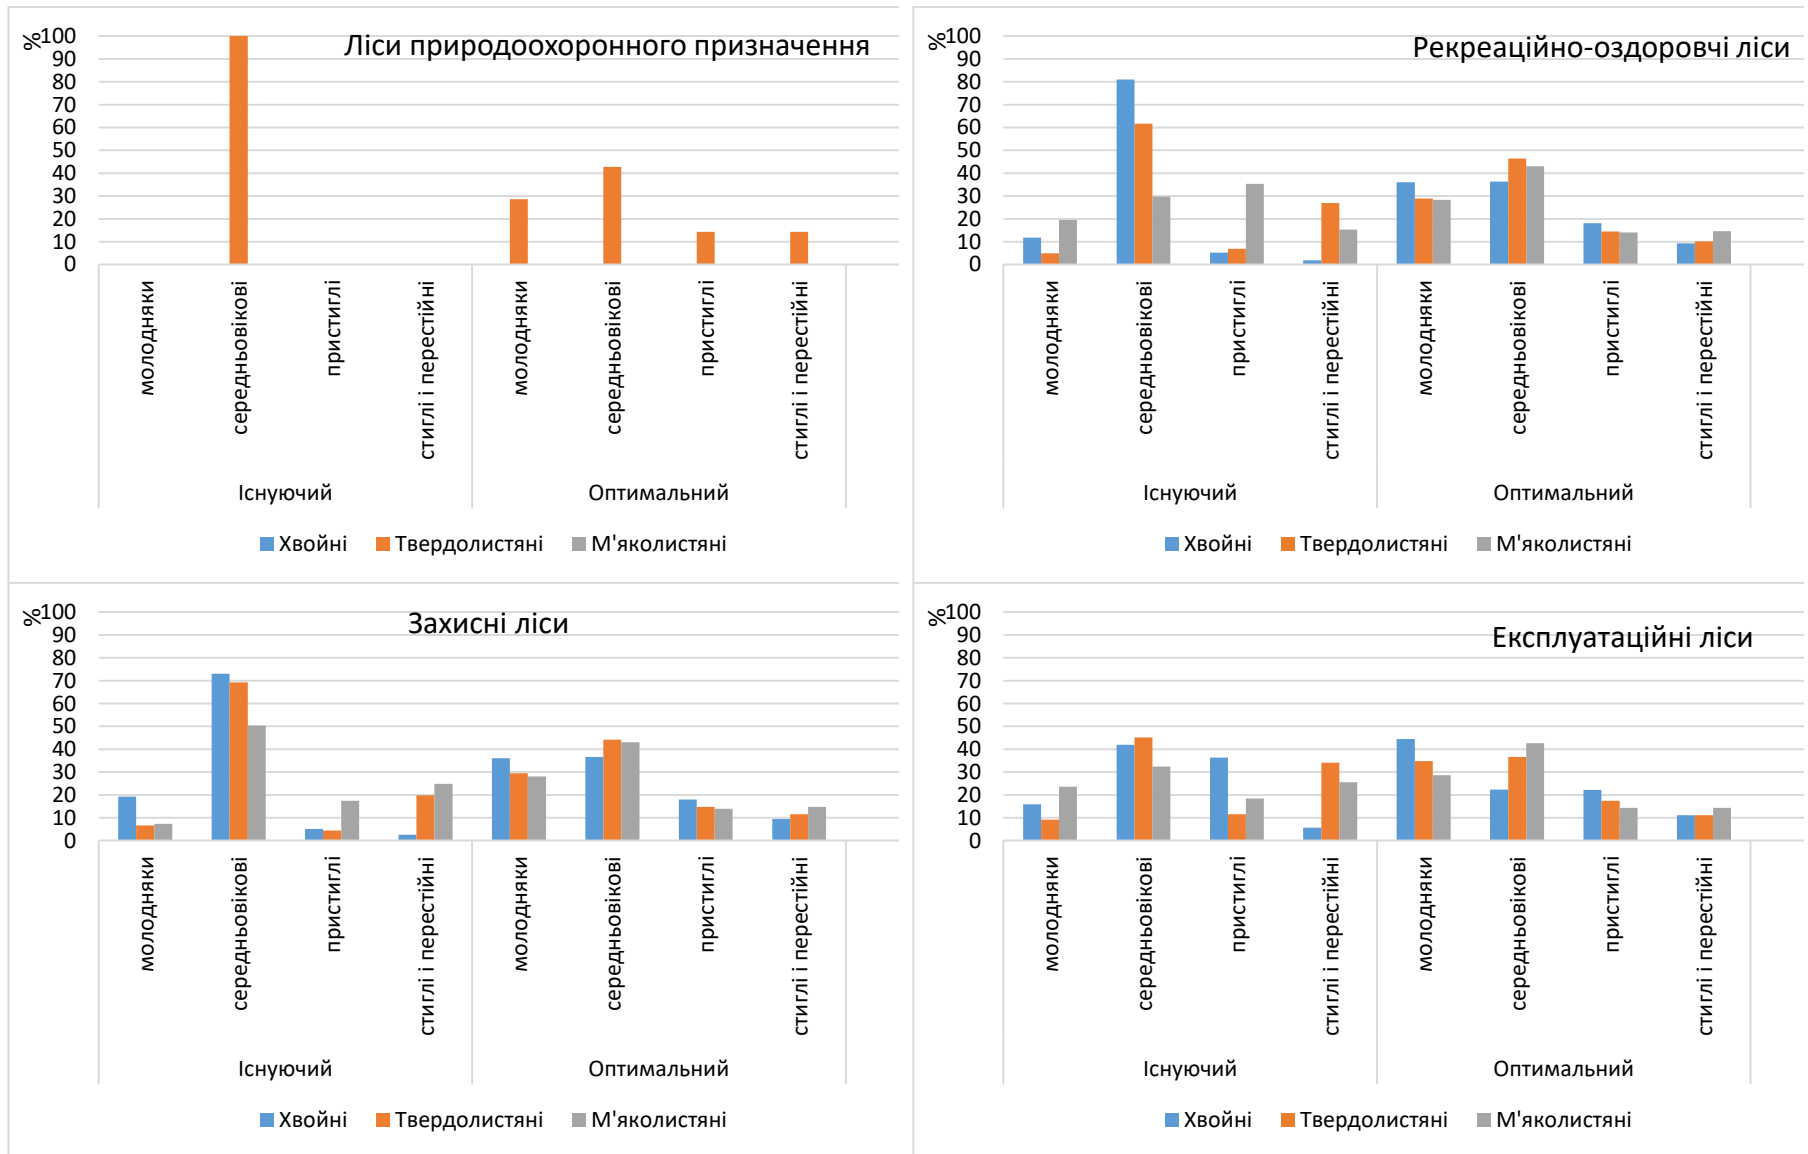 Ліси природоохоронного призначення
%
100
90
80
70
60
50
40
30
20
10
0
молодняки
середньовікові
пристиглі
стиглі і перестійні
молодняки
середньовікові
пристиглі
стиглі і перестійні
Існуючий Оптимальний
Хвойні Твердолистяні М'яколистяні
Рекреаційно-оздоровчі ліси
%
100
90
80
70
60
50
40
30
20
10
0
молодняки
середньовікові
пристиглі
стиглі і перестійні
молодняки
середньовікові
пристиглі
стиглі і перестійні
Існуючий Оптимальний
Хвойні Твердолистяні М'яколистяні
Захисні ліси
%
100
90
80
70
60
50
40
30
20
10
0
молодняки
середньовікові
пристиглі
стиглі і перестійні
молодняки
середньовікові
пристиглі
стиглі і перестійні
Існуючий Оптимальний
Хвойні Твердолистяні М'яколистяні
Експлуатаційні ліси
%
100
90
80
70
60
50
40
30
20
10
0
молодняки
середньовікові
пристиглі
стиглі і перестійні
молодняки
середньовікові
пристиглі
стиглі і перестійні
Існуючий Оптимальний
Хвойні Твердолистяні М'яколистяні